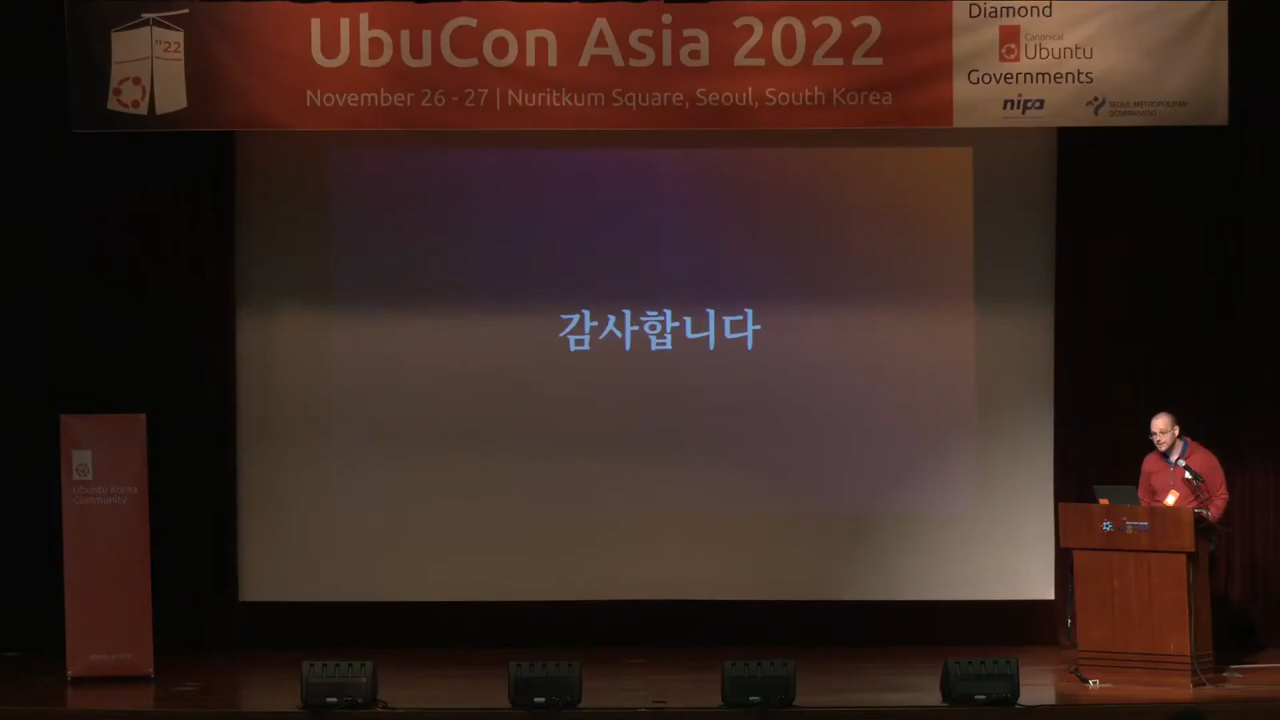 "22
UbuCon Asia 2022
November 26 - 27 | Nuritkum Square, Seoul, South Korea
Diamond
Canonical
Ubuntu
Governments
nipa
SEOUL METROPOLITAN
GOVERNMENT
감사합니다
Ubuntu Korea
Community